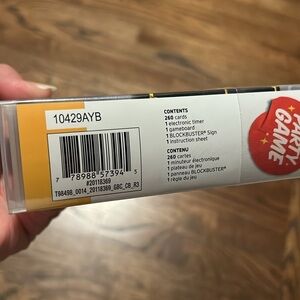 10429AYB
7 78988 57394 5
#20118369
T98498_0014_20118369_GBC_CB_R3
CONTENTS
260 cards
1 electronic timer
1 gameboard
1 BLOCKBUSTER® Sign
1 instruction sheet
CONTENU
260 cartes
1 minuteur électronique
1 plateau de jeu
1 panneau BLOCKBUSTER®
1 règle du jeu
PARTY
GAME